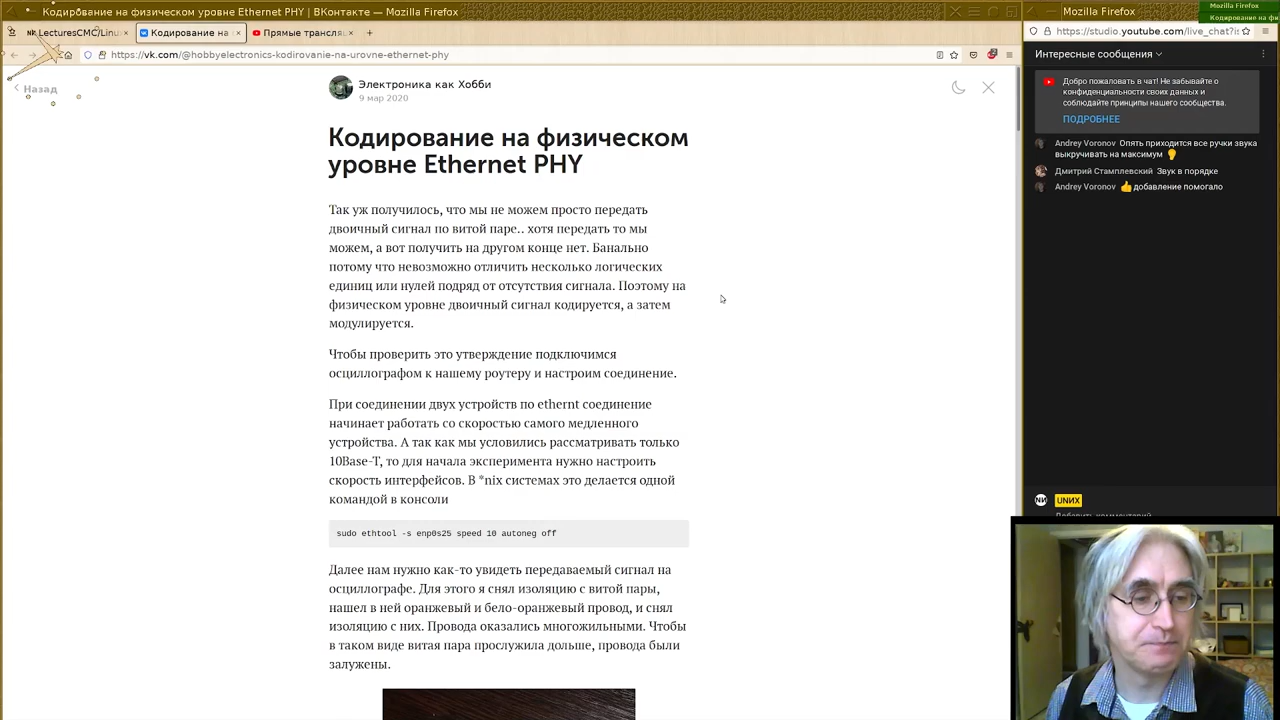 Кодирование на физическом уровне Ethernet PHY | ВКонтакте — Mozilla Firefox
Mozilla Firefox
Mozilla Firefox
Кодирование на фи
LecturesCMC/Linu
Кодирование на
Прямые трансля
https://studio.youtube.com/live_chat?is
https://vk.com/@hobbyelectronics-kodirovanie-na-urovne-ethernet-phy
Интересные сообщения
Назад
Электроника как Хобби
9 мар 2020
Кодирование на физическом
уровне Ethernet PHY
Так уж получилось, что мы не можем просто передать
двоичный сигнал по витой паре.. хотя передать то мы
можем, а вот получить на другом конце нет. Банально
потому что невозможно отличить несколько логических
единиц или нулей подряд от отсутствия сигнала. Поэтому на
физическом уровне двоичный сигнал кодируется, а затем
модулируется.
Чтобы проверить это утверждение подключимся
осциллографом к нашему роутеру и настроим соединение.
При соединении двух устройств по ethernt соединение
начинает работать со скоростью самого медленного
устройства. А так как мы условились рассматривать только
10Base-T, то для начала эксперимента нужно настроить
скорость интерфейсов. В *nix системах это делается одной
командой в консоли
sudo ethtool -s enp0s25 speed 10 autoneg off
Далее нам нужно как-то увидеть передаваемый сигнал на
осциллографе. Для этого я снял изоляцию с витой пары,
нашел в ней оранжевый и бело-оранжевый провод, и снял
изоляцию с них. Провода оказались многожильными. Чтобы
в таком виде витая пара прослужила дольше, провода были
залужены.
Добро пожаловать в чат! Не забывайте о
конфиденциальности своих данных и
соблюдайте принципы нашего сообщества.
ПОДРОБНЕЕ
Andrey Voronov Опять приходится все ручки звука
выкручивать на максимум
Дмитрий Стамплевский Звук в порядке
Andrey Voronov 👍добавление помогало
UNИX
Добавить комментарий